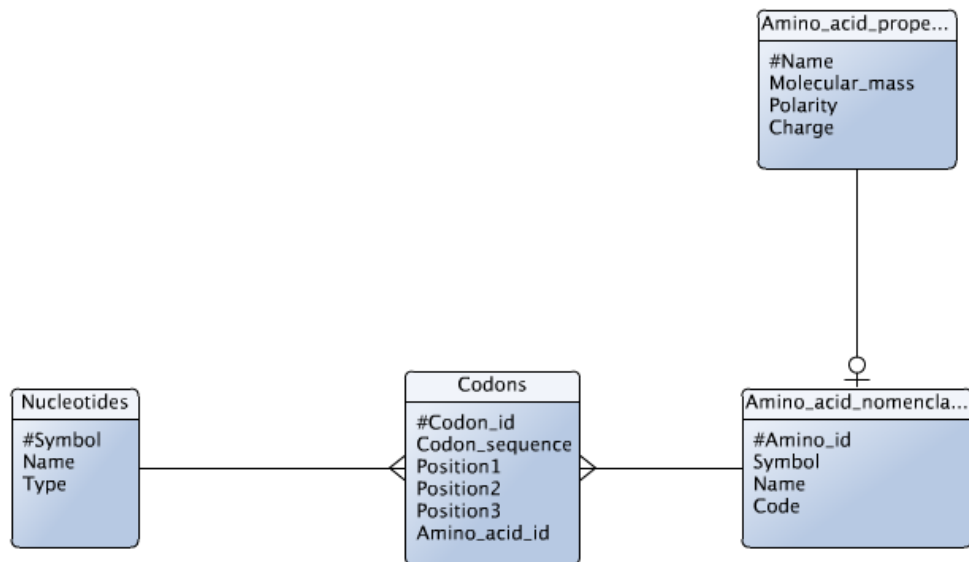 Amino_acid_prope...
#Name
Molecular_mass
Polarity
Charge
Nucleotides
#Symbol
Name
Type
Codons
#Codon_id
Codon_sequence
Position1
Position2
Position3
Amino_acid_id
Amino_acid_nomencla...
#Amino_id
Symbol
Name
Code